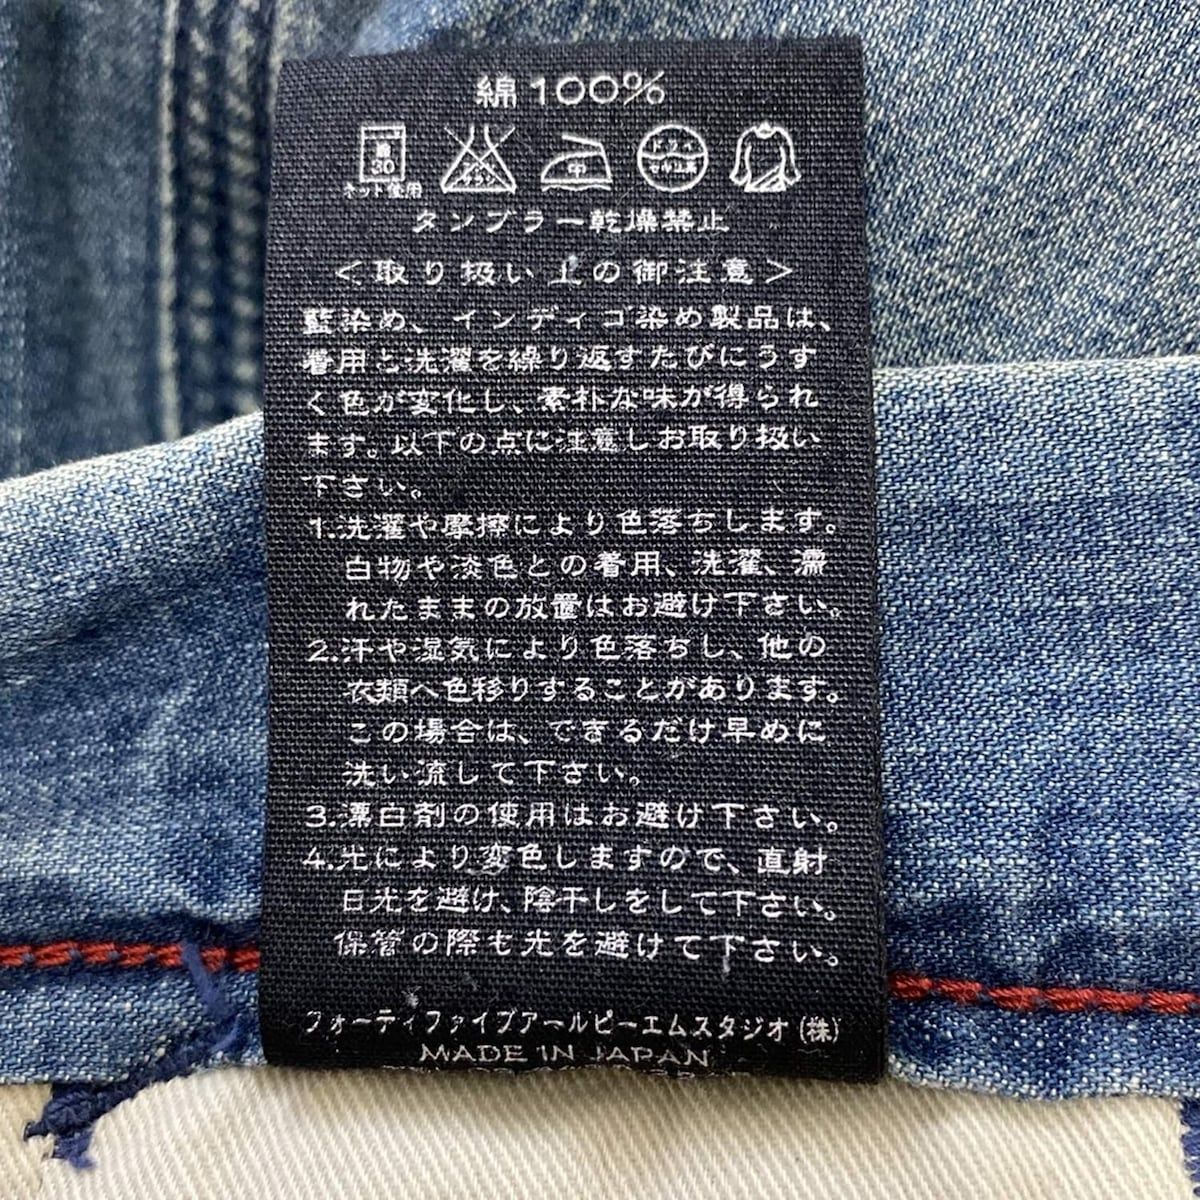 綿100%
30
ネット使用
中
ドライ
タンブラー乾燥禁止
<取り扱い上の御注意>
藍染め、インディゴ染め製品は、
着用と洗濯を繰り返すたびにうす
く色が変化し、素朴な味が得られ
ます。以下の点に注意しお取り扱い
下さい。
1.洗濯や摩擦により色落ちします。
白物や淡色との着用、洗濯、濡
れたままの放置はお避け下さい。
2.汗や湿気により色落ちし、他の
衣類へ色移りすることがあります。
この場合は、できるだけ早めに
洗い流して下さい。
3.漂白剤の使用はお避け下さい。
4.光により変色しますので、直射
日光を避け、陰干しをして下さい。
保管の際も光を避けて下さい。
フォーティファイブアールピーエムスタジオ(株)
MADE IN JAPAN